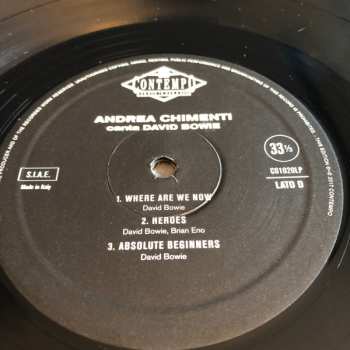 CONTEMPO
ANDREA CHIMENTI
canta DAVID BOWIE
S.I.A.E.
Made in Italy
33⅓
C01020LP
LATO D
1. WHERE ARE WE NOW
David Bowie
2. HEROES
David Bowie, Brian Eno
3. ABSOLUTE BEGINNERS
David Bowie